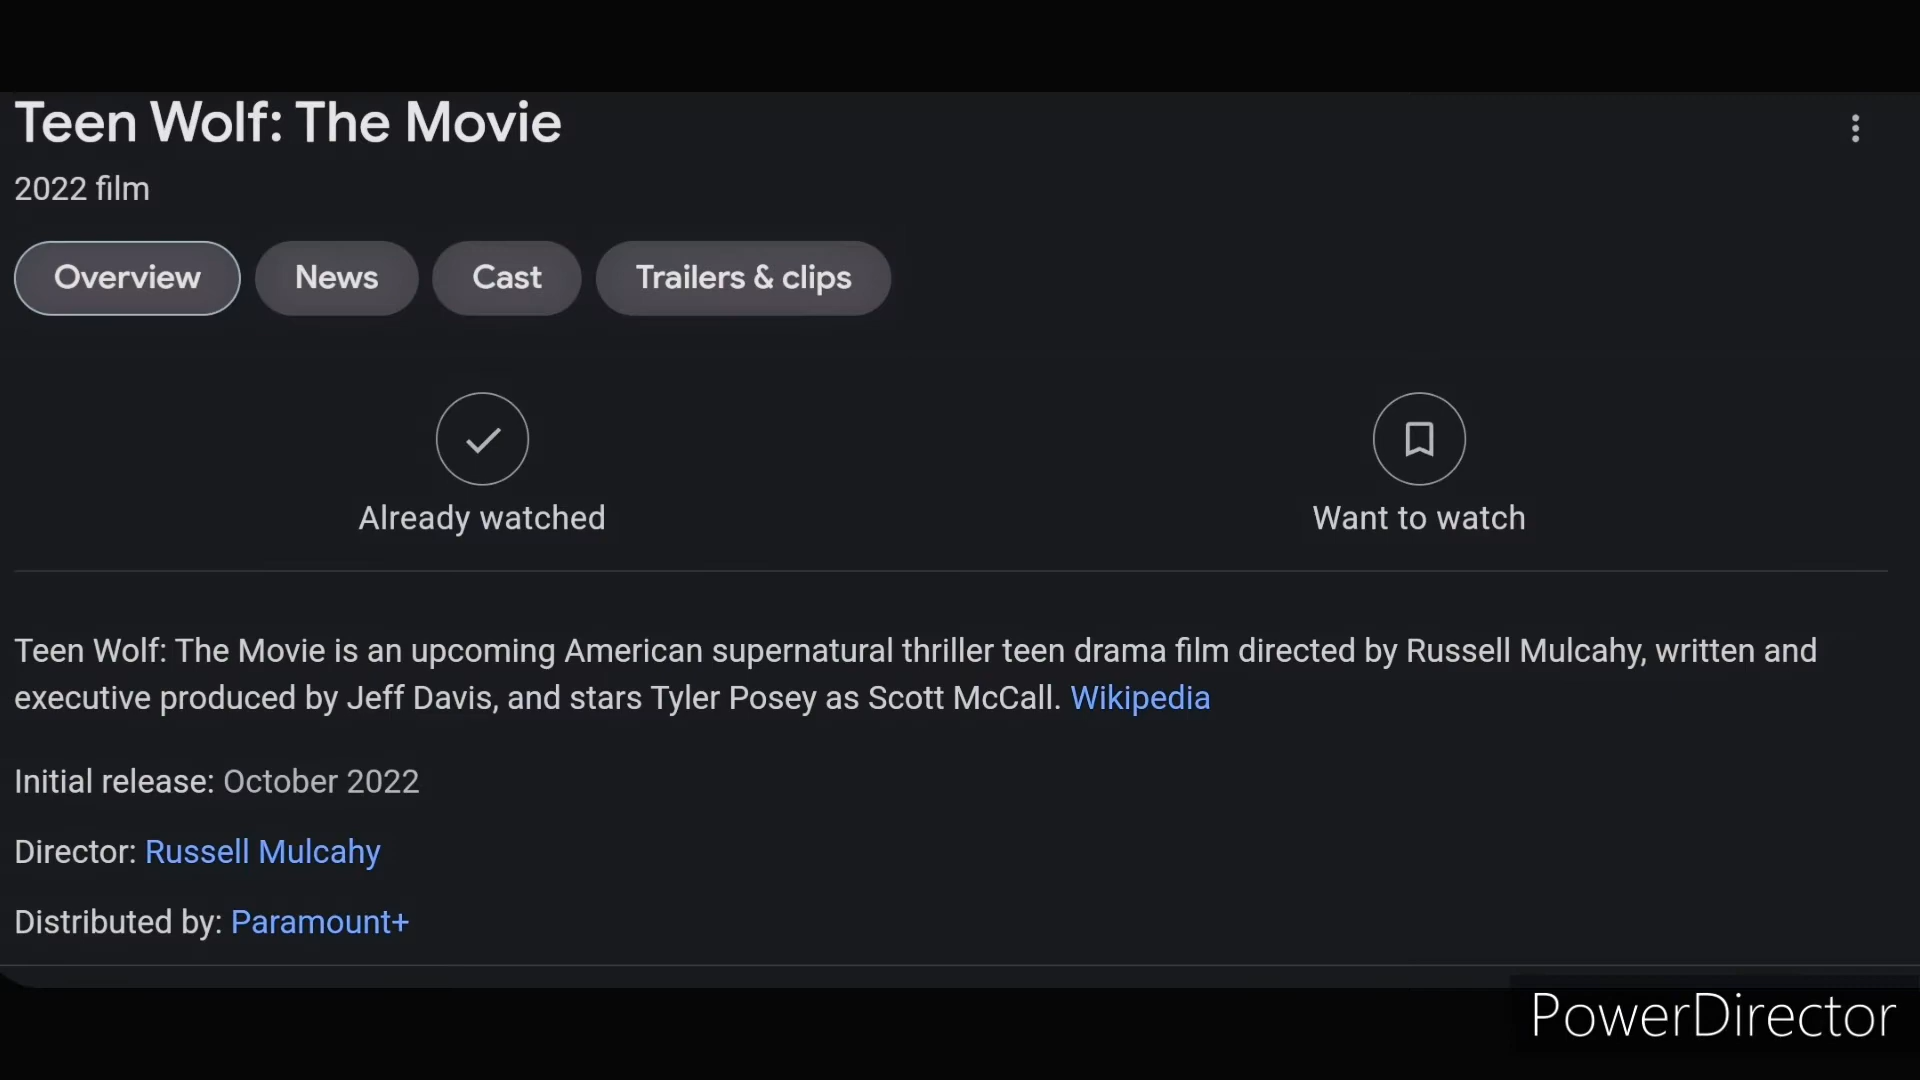 Teen Wolf: The Movie
2022 film
Overview
News
Cast
Trailers & clips
Already watched
Want to watch
Teen Wolf: The Movie is an upcoming American supernatural thriller teen drama film directed by Russell Mulcahy, written and
executive produced by Jeff Davis, and stars Tyler Posey as Scott McCall. Wikipedia
Initial release: October 2022
Director: Russell Mulcahy
Distributed by: Paramount+
PowerDirector